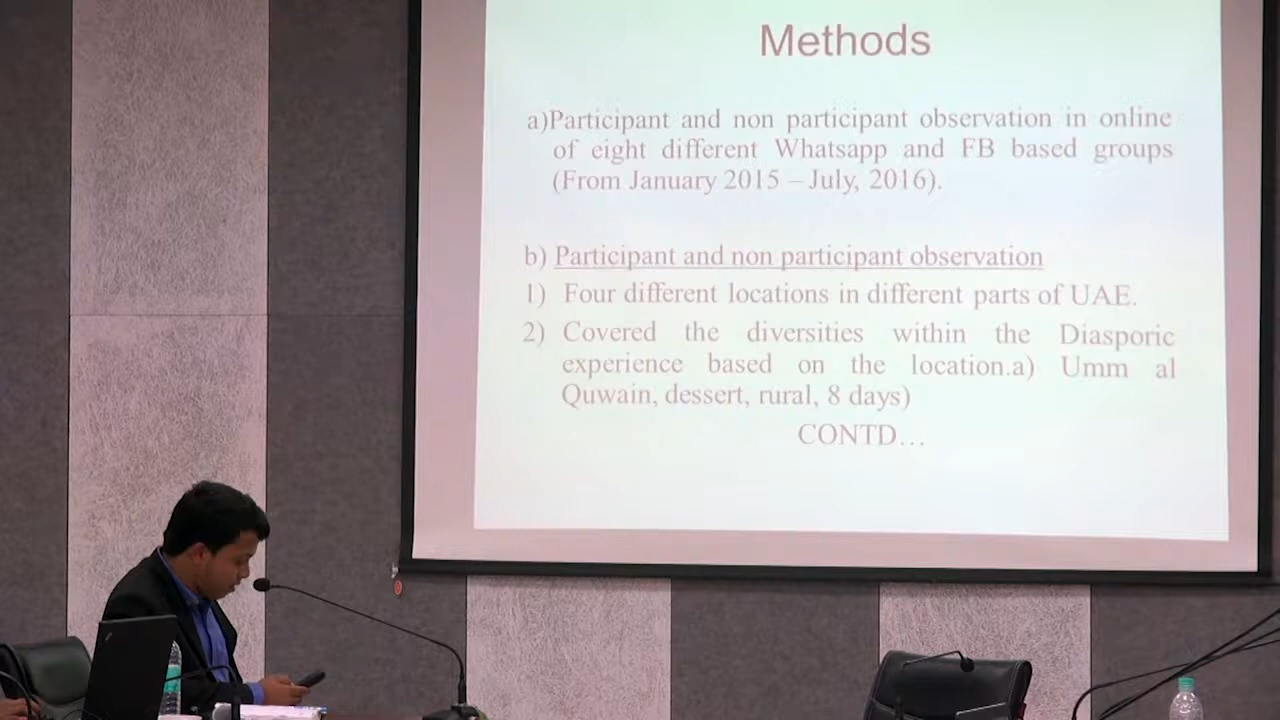 Methods
a)Participant and non participant observation in online
of eight different Whatsapp and FB based groups
(From January 2015 – July, 2016).
b) Participant and non participant observation
1) Four different locations in different parts of UAE.
2) Covered the diversities within the Diasporic
experience based on the location.a) Umm al
Quwain, dessert, rural, 8 days)
CONTD...